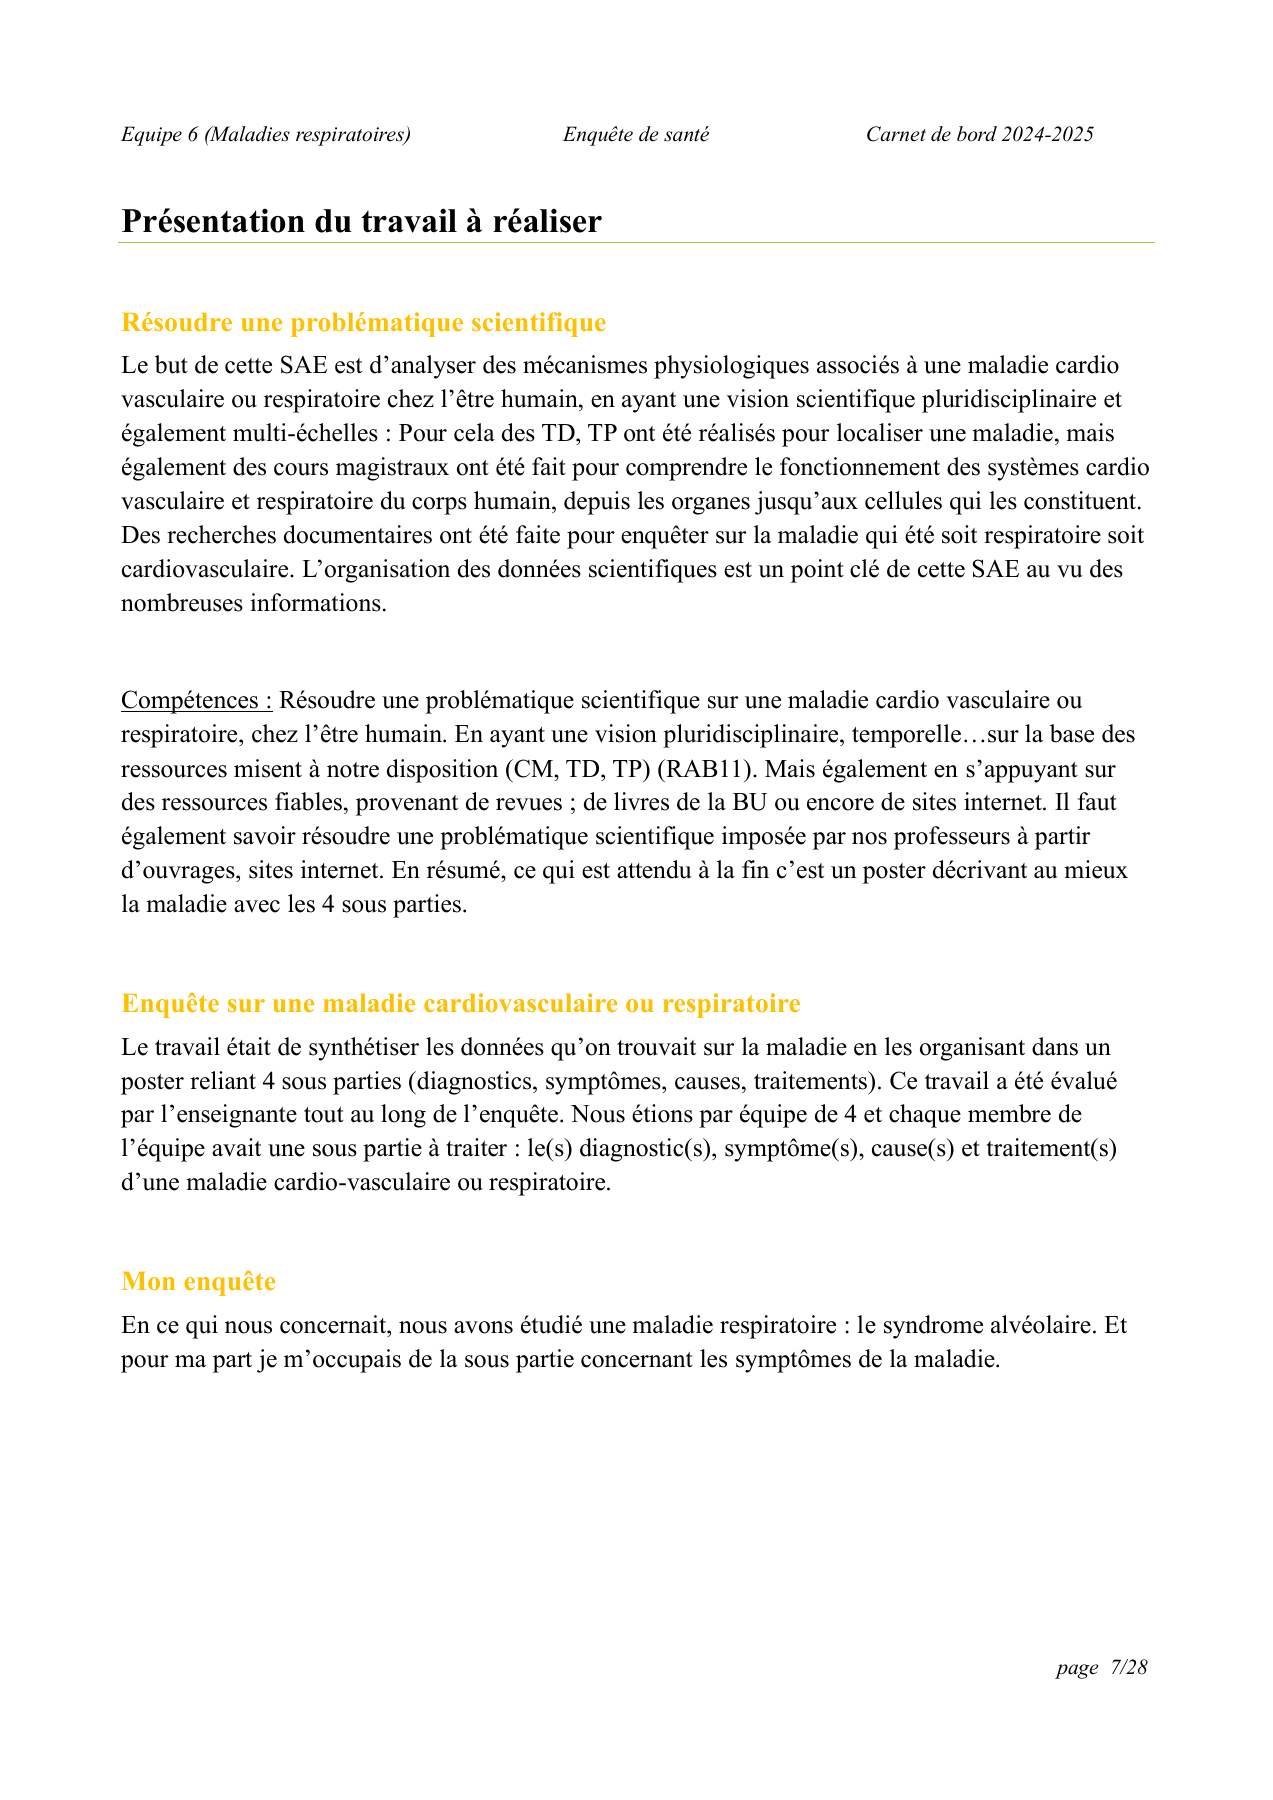 Equipe 6 (Maladies respiratoires) Enquête de santé Carnet de bord 2024-2025
Présentation du travail à réaliser
Résoudre une problématique scientifique
Le but de cette SAE est d’analyser des mécanismes physiologiques associés à une maladie cardio
vasculaire ou respiratoire chez l’être humain, en ayant une vision scientifique pluridisciplinaire et
également multi-échelles : Pour cela des TD, TP ont été réalisés pour localiser une maladie, mais
également des cours magistraux ont été fait pour comprendre le fonctionnement des systèmes cardio
vasculaire et respiratoire du corps humain, depuis les organes jusqu’aux cellules qui les constituent.
Des recherches documentaires ont été faite pour enquêter sur la maladie qui été soit respiratoire soit
cardiovasculaire. L’organisation des données scientifiques est un point clé de cette SAE au vu des
nombreuses informations.
Compétences : Résoudre une problématique scientifique sur une maladie cardio vasculaire ou
respiratoire, chez l’être humain. En ayant une vision pluridisciplinaire, temporelle…sur la base des
ressources misent à notre disposition (CM, TD, TP) (RAB11). Mais également en s’appuyant sur
des ressources fiables, provenant de revues ; de livres de la BU ou encore de sites internet. Il faut
également savoir résoudre une problématique scientifique imposée par nos professeurs à partir
d’ouvrages, sites internet. En résumé, ce qui est attendu à la fin c’est un poster décrivant au mieux
la maladie avec les 4 sous parties.
Enquête sur une maladie cardiovasculaire ou respiratoire
Le travail était de synthétiser les données qu’on trouvait sur la maladie en les organisant dans un
poster reliant 4 sous parties (diagnostics, symptômes, causes, traitements). Ce travail a été évalué
par l’enseignante tout au long de l’enquête. Nous étions par équipe de 4 et chaque membre de
l’équipe avait une sous partie à traiter : le(s) diagnostic(s), symptôme(s), cause(s) et traitement(s)
d’une maladie cardio-vasculaire ou respiratoire.
Mon enquête
En ce qui nous concernait, nous avons étudié une maladie respiratoire : le syndrome alvéolaire. Et
pour ma part je m’occupais de la sous partie concernant les symptômes de la maladie.
page 7/28